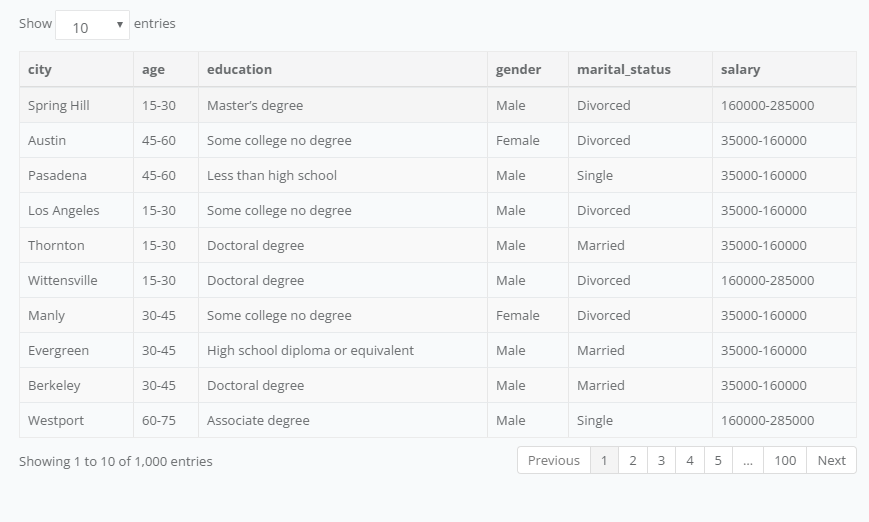 Show 10 ▾ entries
city age education gender marital_status salary
Spring Hill 15-30 Master's degree Male Divorced 160000-285000
Austin 45-60 Some college no degree Female Divorced 35000-160000
Pasadena 45-60 Less than high school Male Single 35000-160000
Los Angeles 15-30 Some college no degree Male Divorced 35000-160000
Thornton 15-30 Doctoral degree Male Married 35000-160000
Wittensville 15-30 Doctoral degree Male Divorced 160000-285000
Manly 30-45 Some college no degree Female Divorced 35000-160000
Evergreen 30-45 High school diploma or equivalent Male Married 35000-160000
Berkeley 30-45 Doctoral degree Male Married 35000-160000
Westport 60-75 Associate degree Male Single 160000-285000
Showing 1 to 10 of 1,000 entries Previous 1 2 3 4 5 ... 100 Next